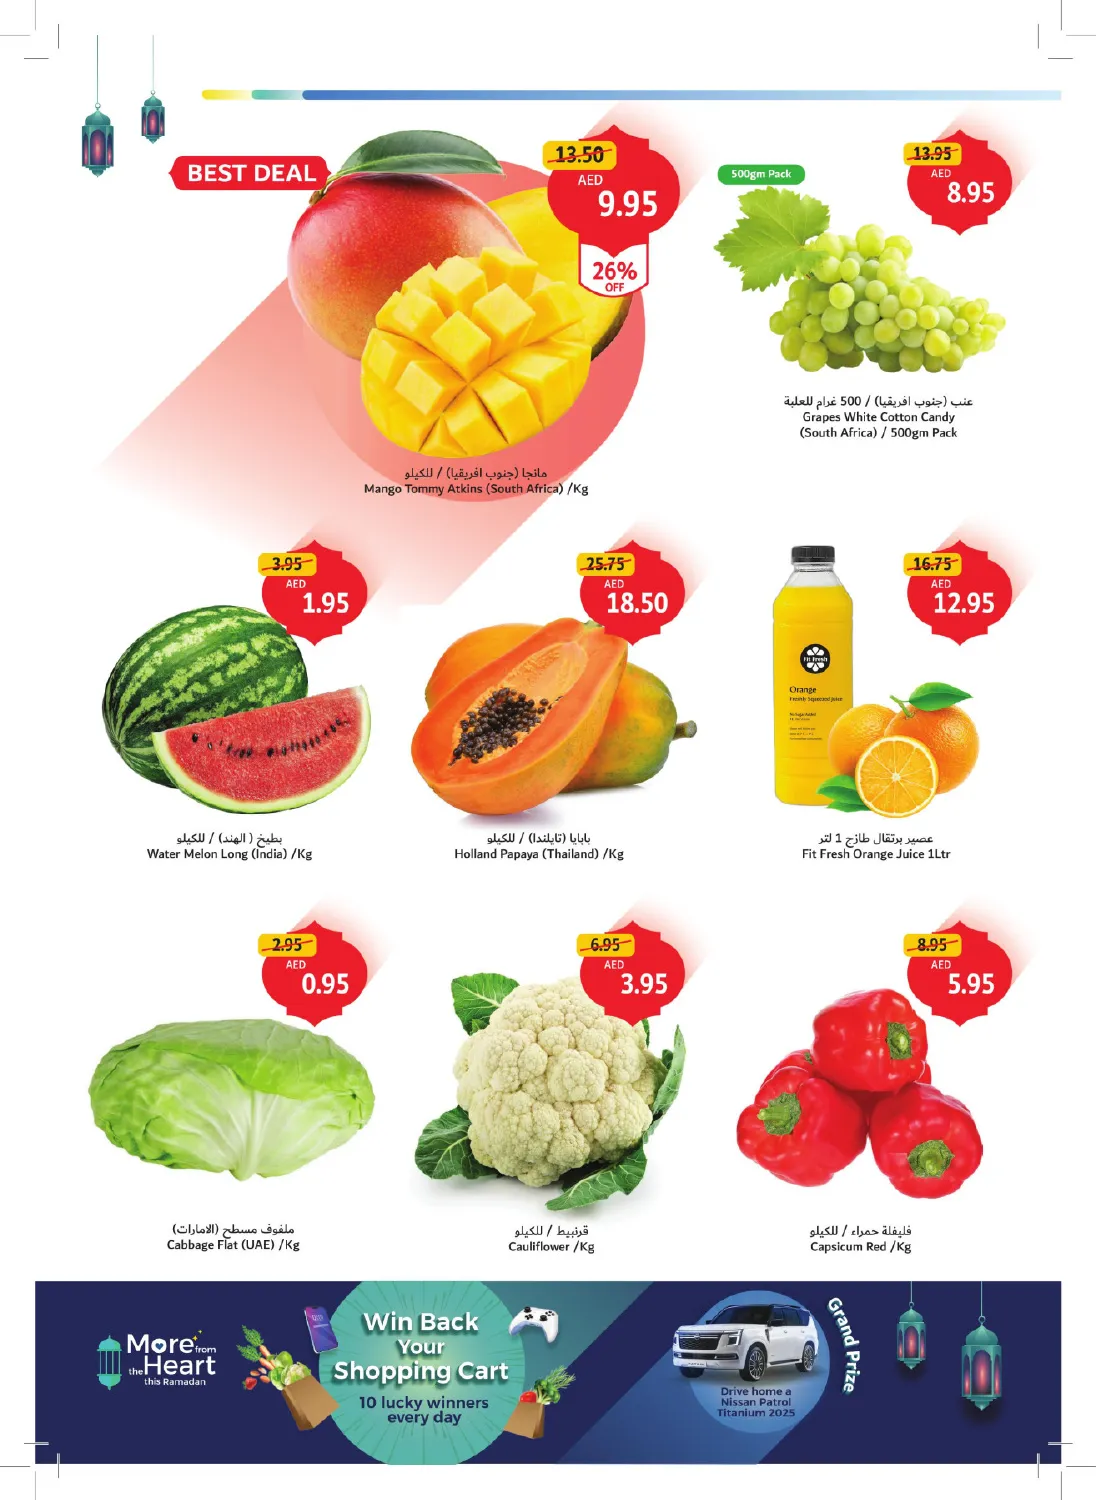 BEST DEAL
13.50
AED
9.95
26%
OFF
مانجا (جنوب افريقيا) / للكيلو
Mango Tommy Atkins (South Africa) /Kg
500gm Pack
13.95
AED
8.95
عنب (جنوب افريقيا) / 500 غرام للعلبة
Grapes White Cotton Candy
(South Africa) / 500gm Pack
3.95
AED
1.95
بطيخ ( الهند) / للكيلو
Water Melon Long (India) /Kg
25.75
AED
18.50
بابايا (تايلندا) / للكيلو
Holland Papaya (Thailand) /Kg
16.75
AED
12.95
Fit Fresh
Orange
Freshly Squeezed Juice
عصير برتقال طازج 1 لتر
Fit Fresh Orange Juice 1Ltr
2.95
AED
0.95
ملفوف مسطح (الامارات)
Cabbage Flat (UAE) /Kg
6.95
AED
3.95
قرنبيط / للكيلو
Cauliflower /Kg
8.95
AED
5.95
فليفلة حمراء / للكيلو
Capsicum Red /Kg
More from
the Heart
this Ramadan
Win Back
Your
Shopping Cart
10 lucky winners
every day
Drive home a
Nissan Patrol
Titanium 2025
Grand Prize